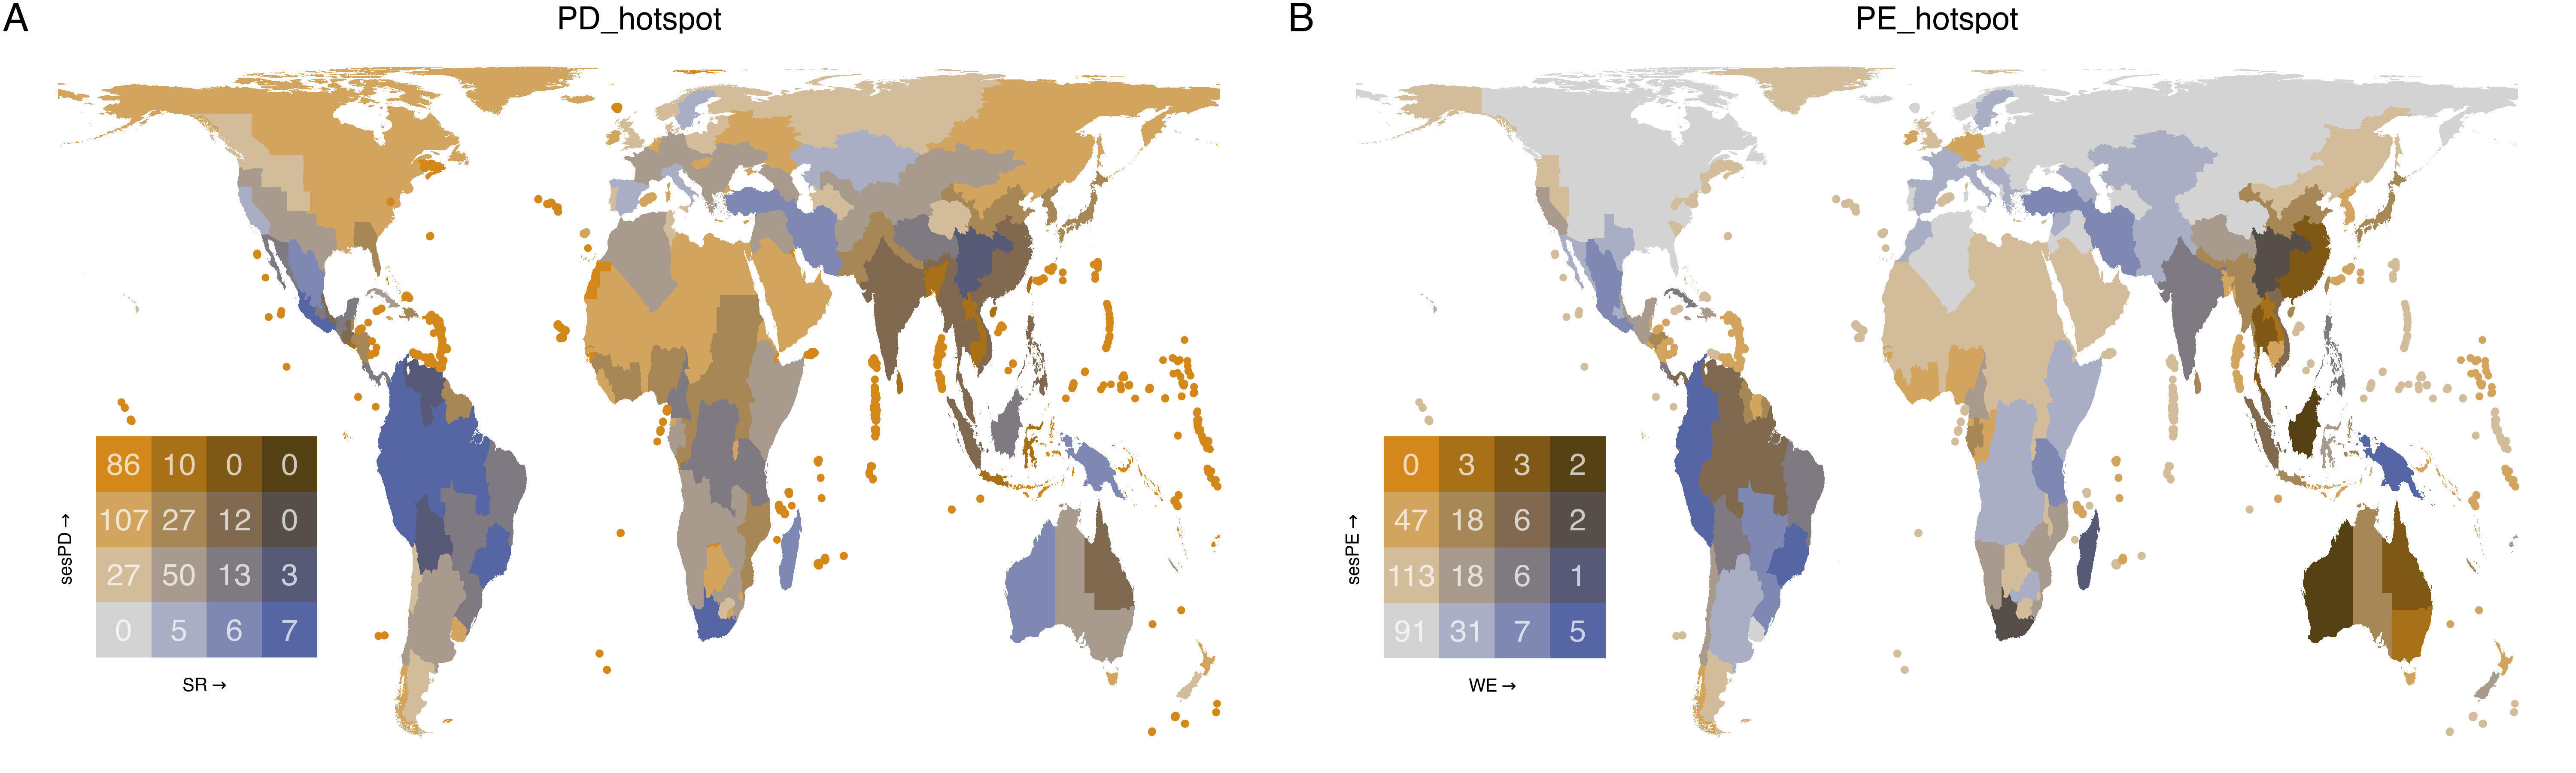 A
PD_hotspot
sesPD →
86 10 0 0
107 27 12 0
27 50 13 3
0 5 6 7
SR →
B
PE_hotspot
sesPE →
0 3 3 2
47 18 6 2
113 18 6 1
91 31 7 5
WE →